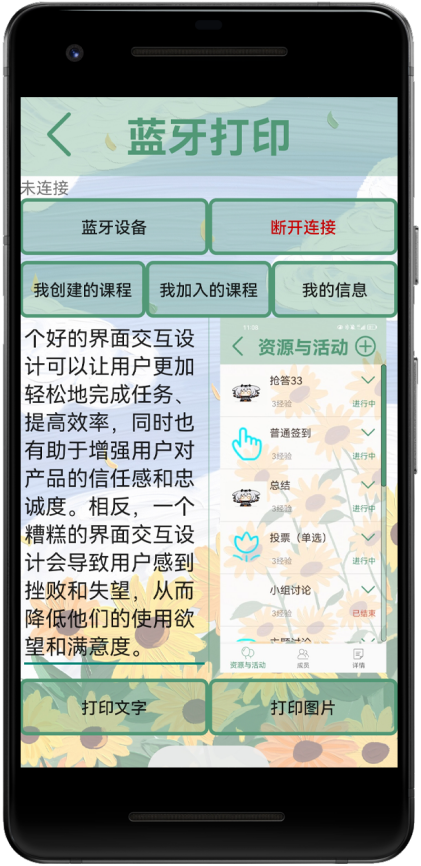 蓝牙打印
未连接
蓝牙设备
断开连接
我创建的课程
我加入的课程
我的信息
个好的界面交互设
计可以让用户更加
轻松地完成任务、
提高效率，同时也
有助于增强用户对
产品的信任感和忠
诚度。相反，一个
糟糕的界面交互设
计会导致用户感到
挫败和失望，从而
降低他们的使用欲
望和满意度。
11:08
资源与活动
抢答33
3经验
进行中
普通签到
3经验
进行中
总结
3经验
进行中
投票（单选）
3经验
进行中
小组讨论
3经验
已结束
主题讨论
资源与活动
成员
详情
打印文字
打印图片